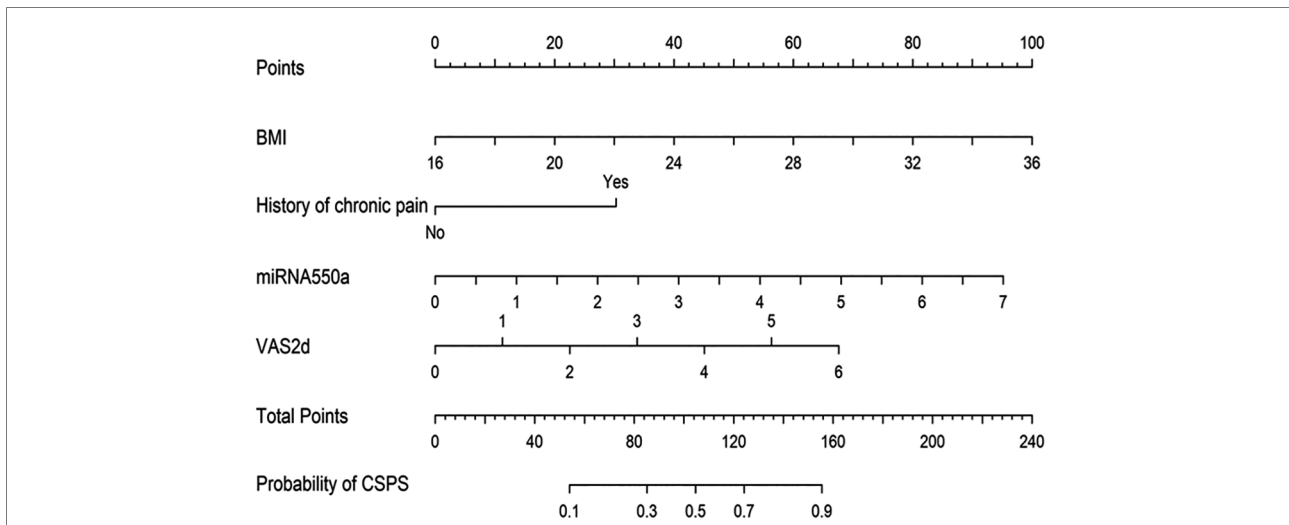 0 20 40 60 80 100
Points
BMI
16 20 24 28 32 36
Yes
History of chronic pain
No
miRNA550a
0 1 2 3 4 5 6 7
1 3 5
VAS2d
0 2 4 6
Total Points
0 40 80 120 160 200 240
Probability of CSPS
0.1 0.3 0.5 0.7 0.9